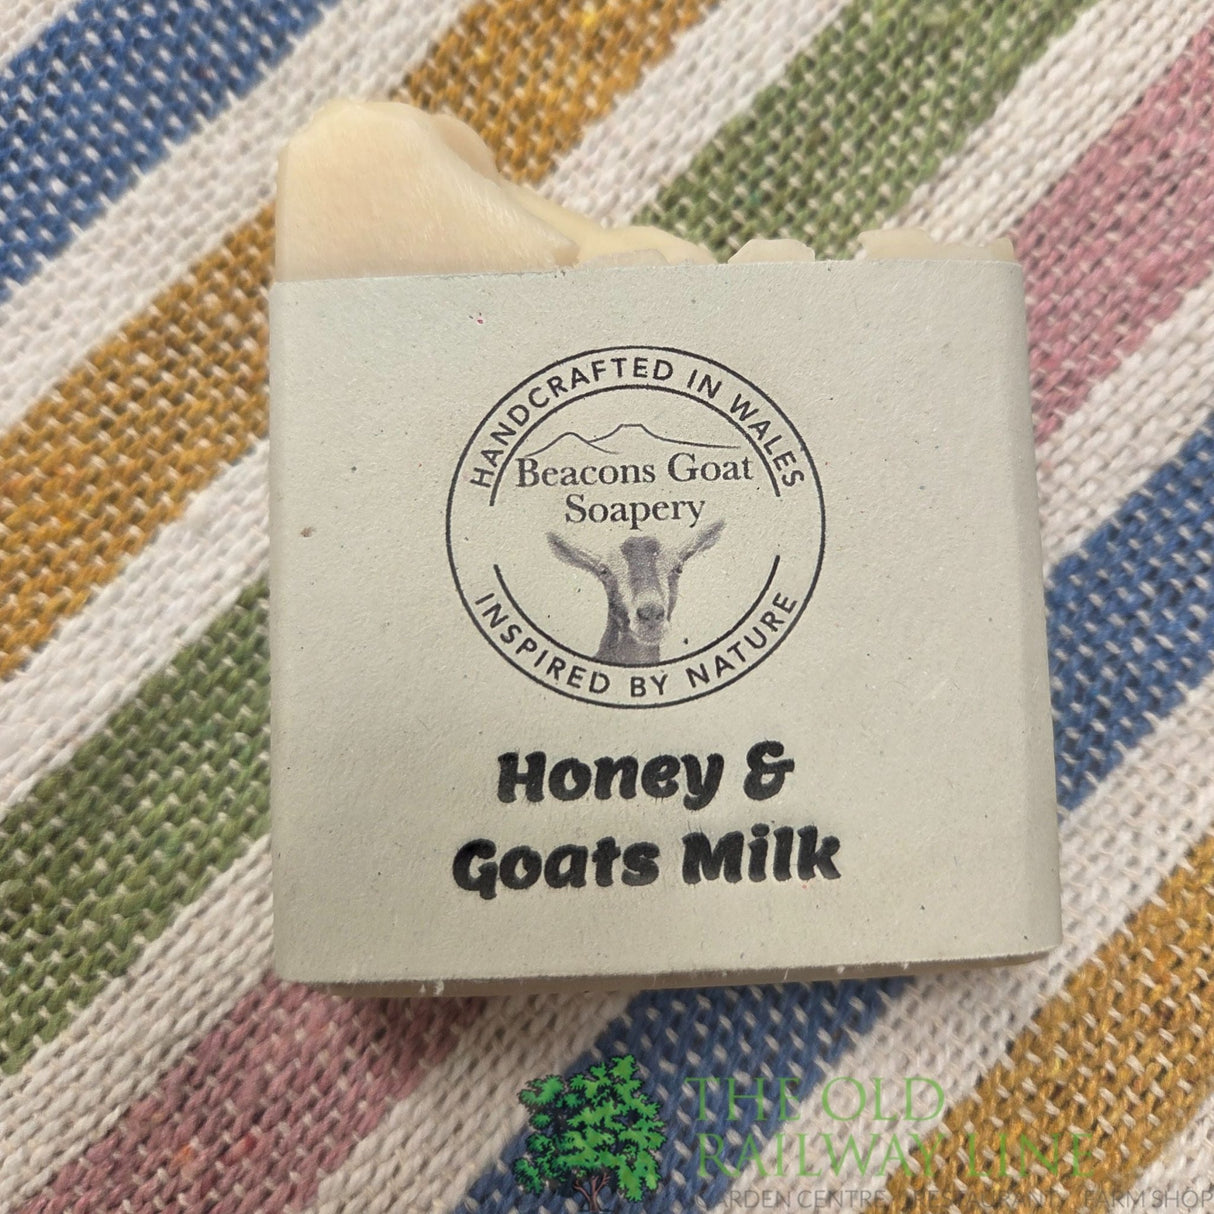 HANDCRAFTED IN WALES
Beacons Goat
Soapery
INSPIRED BY NATURE
Honey &
Goats Milk
THE OLD
RAILWAY LINE
GARDEN CENTRE RESTAURANT FARM SHOP